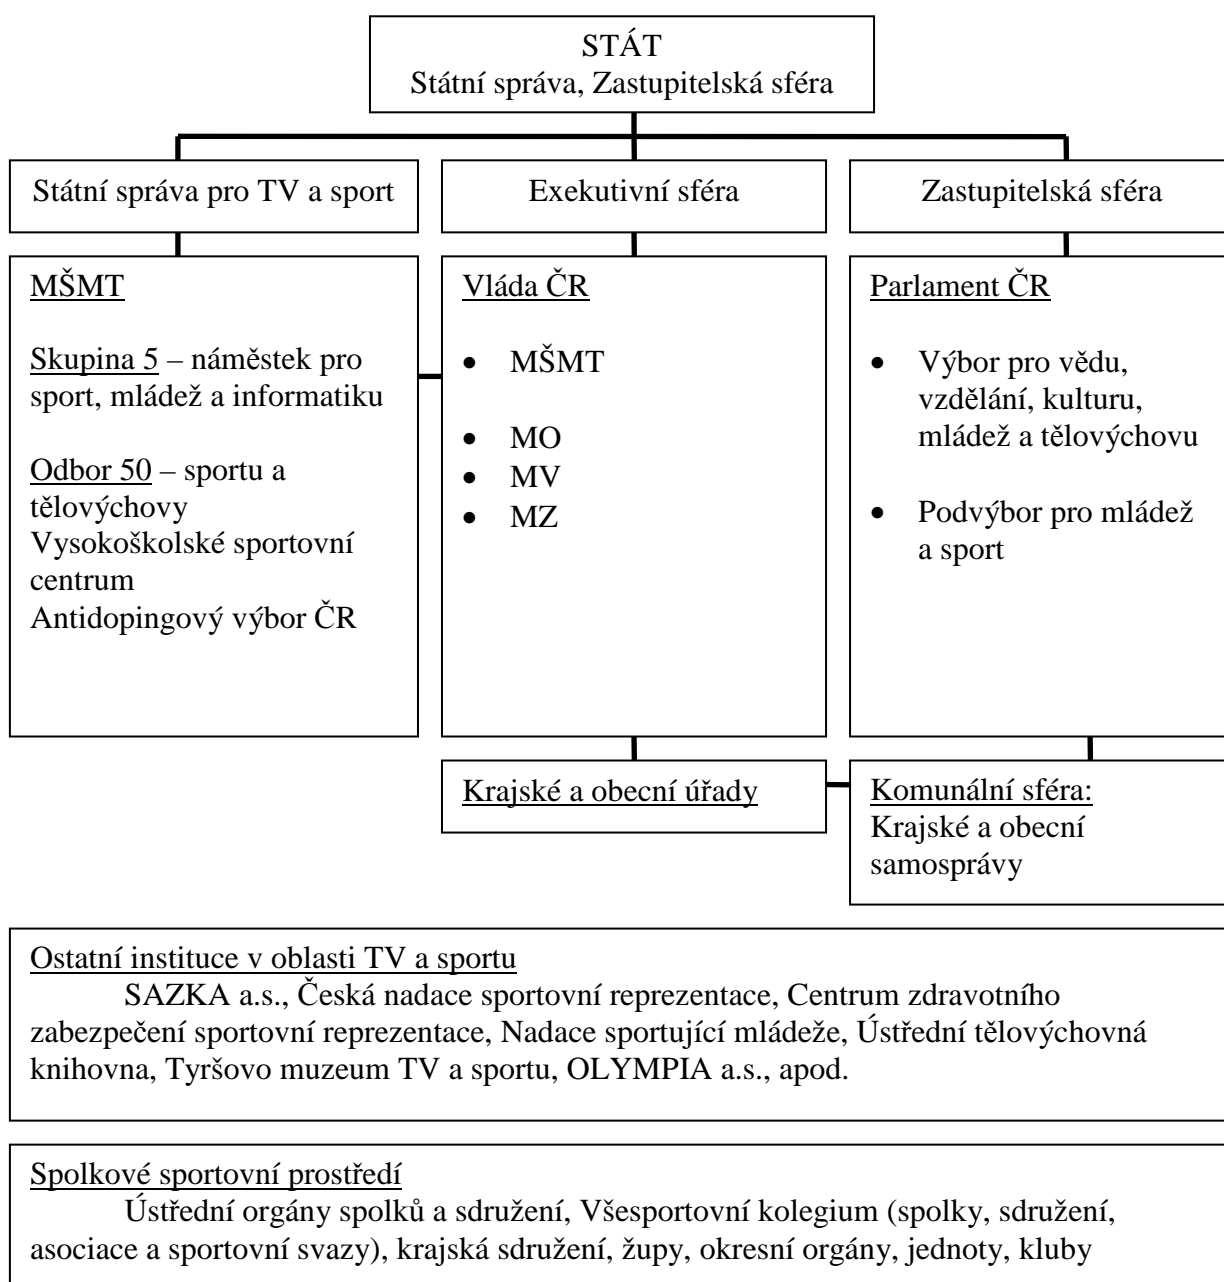 STÁT
Státní správa, Zastupitelská sféra
Státní správa pro TV a sport
Exekutivní sféra
Zastupitelská sféra
MŠMT
Skupina 5 – náměstek pro
sport, mládež a informatiku
Odbor 50 – sportu a
tělovýchovy
Vysokoškolské sportovní
centrum
Antidopingový výbor ČR
Vláda ČR
• MŠMT
• MO
• MV
• MZ
Parlament ČR
• Výbor pro vědu,
vzdělání, kulturu,
mládež a tělovýchovu
• Podvýbor pro mládež
a sport
Krajské a obecní úřady
Komunální sféra:
Krajské a obecní
samosprávy
Ostatní instituce v oblasti TV a sportu
SAZKA a.s., Česká nadace sportovní reprezentace, Centrum zdravotního
zabezpečení sportovní reprezentace, Nadace sportující mládeže, Ústřední tělovýchovná
knihovna, Tyršovo muzeum TV a sportu, OLYMPIA a.s., apod.
Spolkové sportovní prostředí
Ústřední orgány spolků a sdružení, Všesportovní kolegium (spolky, sdružení,
asociace a sportovní svazy), krajská sdružení, župy, okresní orgány, jednoty, kluby